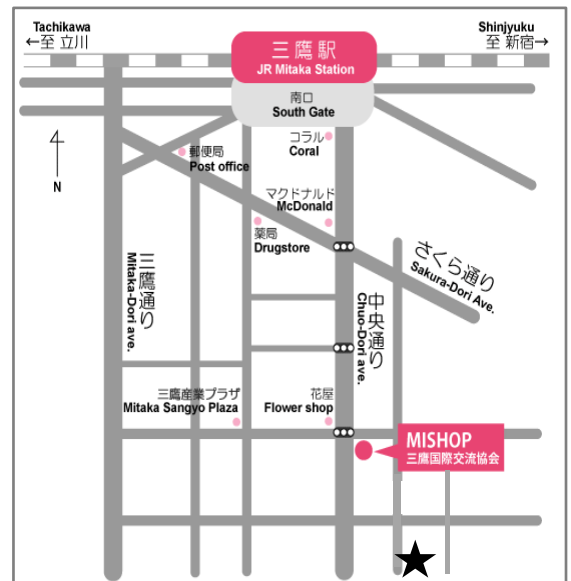 Tachikawa
←至 立川
Shinjyuku
至 新宿→
三鷹駅
JR Mitaka Station
南口
South Gate
コラル
Coral
郵便局
Post office
N
マクドナルド
McDonald
薬局
Drugstore
さくら通り
Sakura-Dori Ave.
三鷹通り
Mitaka-Dori ave.
中央通り
Chuo-Dori ave.
三鷹産業プラザ
Mitaka Sangyo Plaza
花屋
Flower shop
MISHOP
三鷹国際交流協会